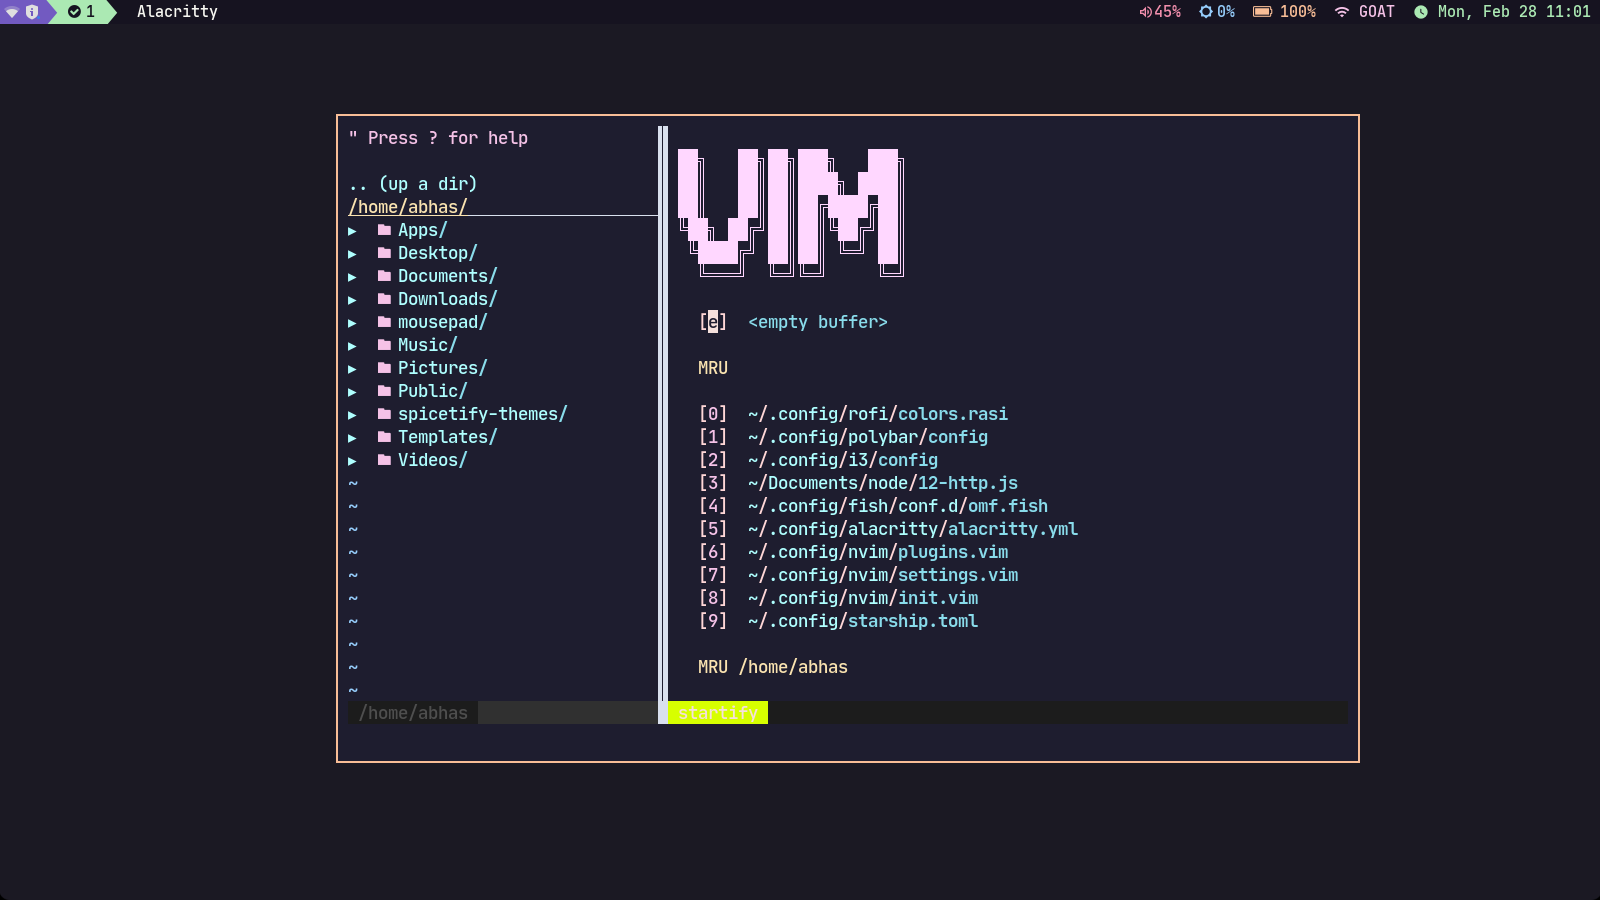 1 Alacritty 45% 0% 100% GOAT Mon, Feb 28 11:01
" Press ? for help
.. (up a dir)
/home/abhas/
▸ Apps/
▸ Desktop/
▸ Documents/
▸ Downloads/
▸ mousepad/
▸ Music/
▸ Pictures/
▸ Public/
▸ spicetify-themes/
▸ Templates/
▸ Videos/
~
~
~
~
~
~
~
~
~
~
/home/abhas
VIM
[e] <empty buffer>
MRU
[0] ~/.config/rofi/colors.rasi
[1] ~/.config/polybar/config
[2] ~/.config/i3/config
[3] ~/Documents/node/12-http.js
[4] ~/.config/fish/conf.d/omf.fish
[5] ~/.config/alacritty/alacritty.yml
[6] ~/.config/nvim/plugins.vim
[7] ~/.config/nvim/settings.vim
[8] ~/.config/nvim/init.vim
[9] ~/.config/starship.toml
MRU /home/abhas
startify